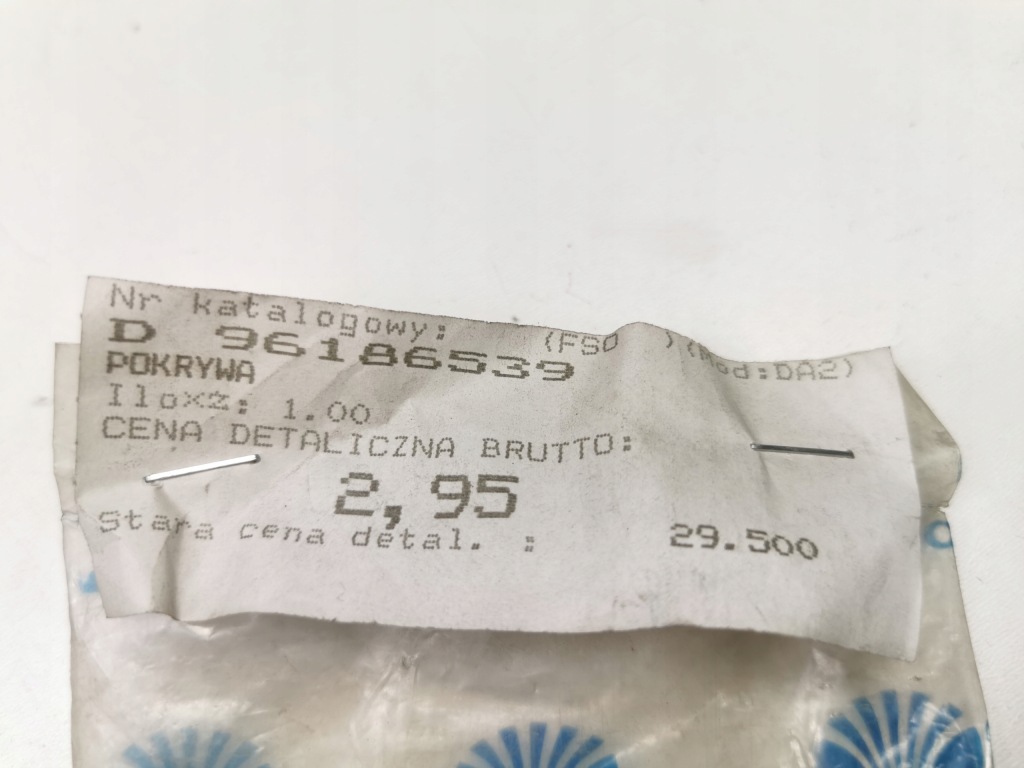 Nr katalogowy: (FSO ) (Mod:DA2)
D 96186539
POKRYWA
Iloxz: 1.00
CENA DETALICZNA BRUTTO:
2,95
Stara cena detal. : 29.500